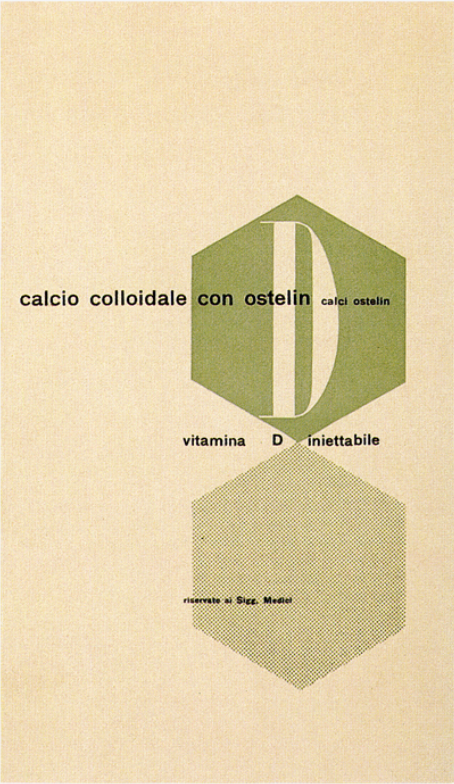 D
calcio colloidale con ostelin calci ostelin
vitamina D iniettabile
riservato ai Sigg. Medici